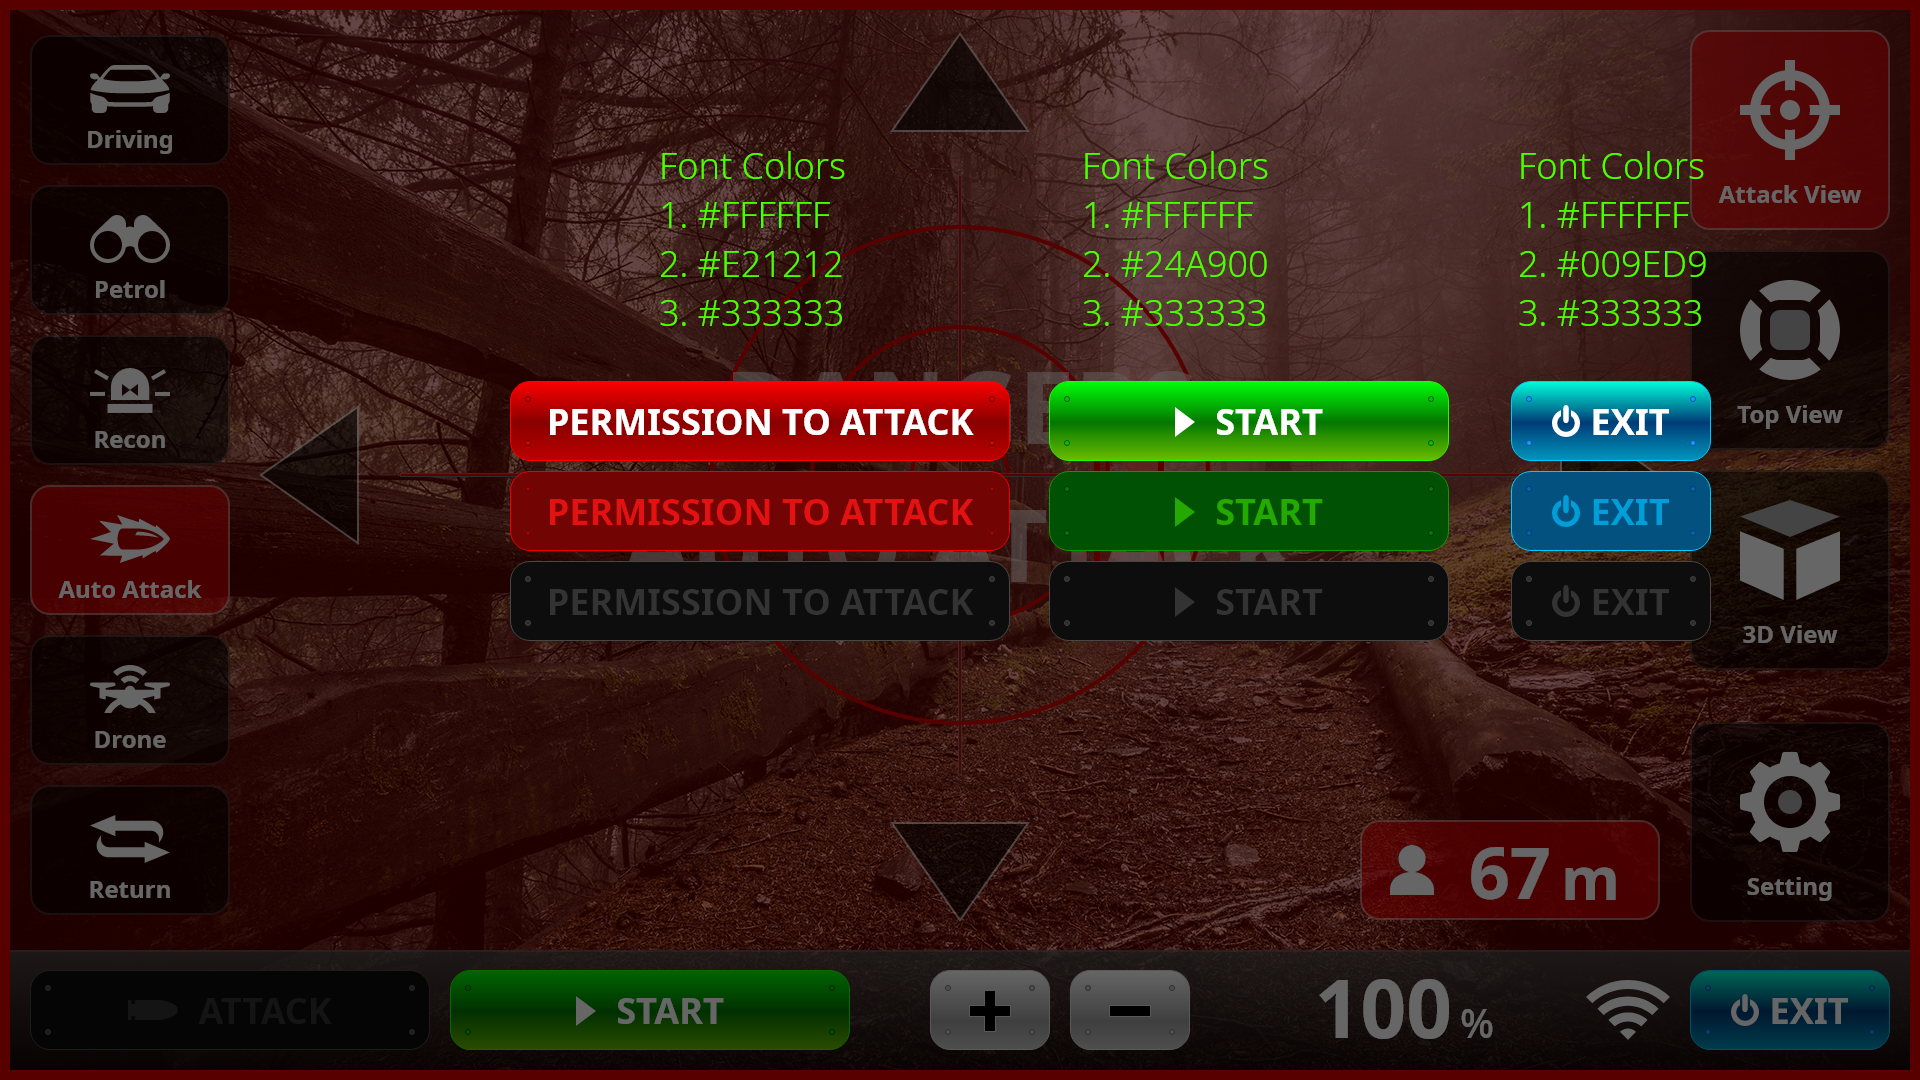 Driving
Petrol
Recon
Auto Attack
Drone
Return
Font Colors
1. #FFFFFF
2. #E21212
3. #333333
Font Colors
1. #FFFFFF
2. #24A900
3. #333333
Font Colors
1. #FFFFFF
2. #009ED9
3. #333333
PERMISSION TO ATTACK
START
EXIT
PERMISSION TO ATTACK
START
EXIT
PERMISSION TO ATTACK
START
EXIT
Attack View
Top View
3D View
Setting
67 m
ATTACK
START
+
−
100 %
EXIT